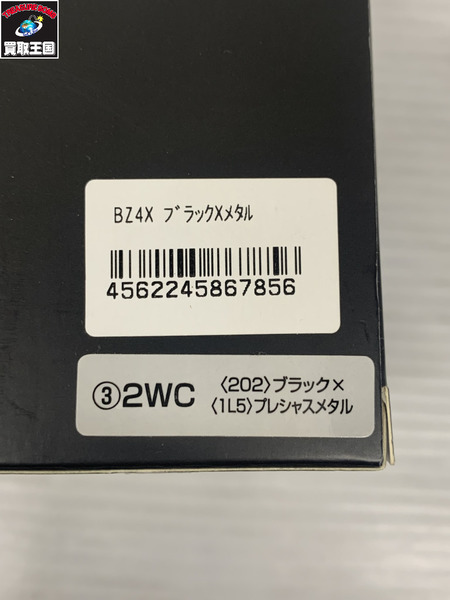 買取王国
BZ4X ブラックXメタル
4562245867856
③2WC 〈202〉ブラック×
〈1L5〉プレシャスメタル